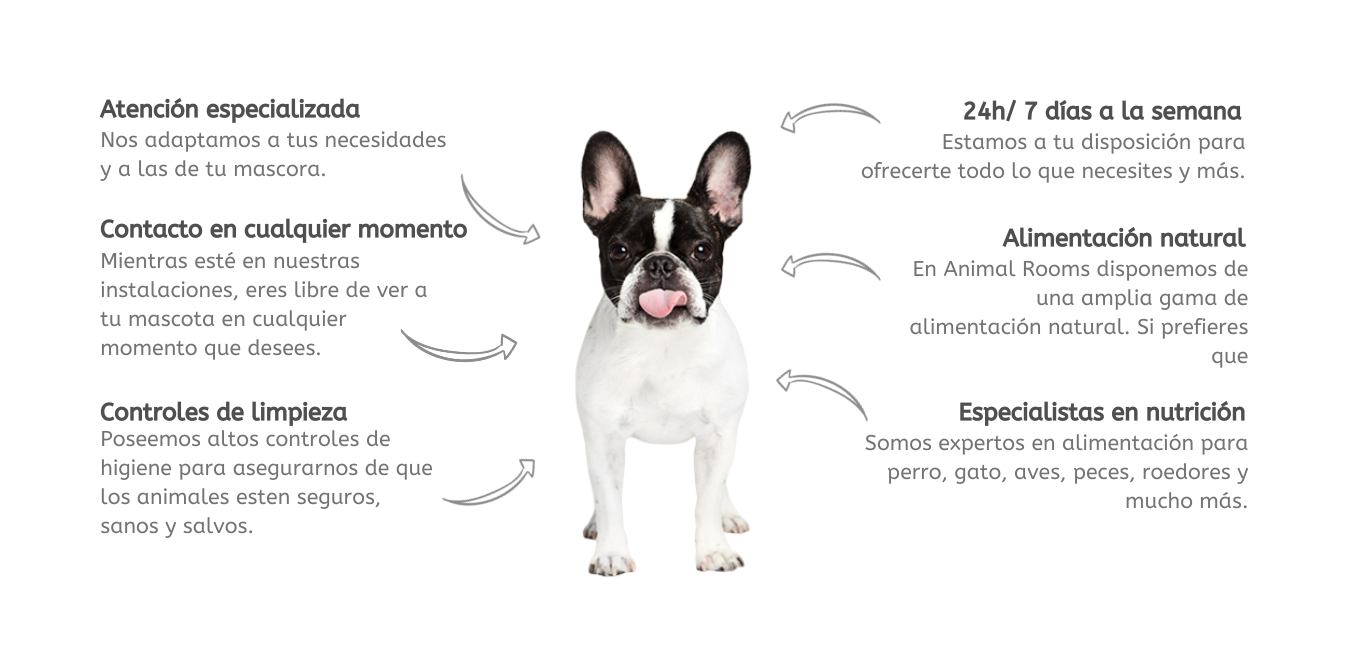 Atención especializada
Nos adaptamos a tus necesidades
y a las de tu mascora.
Contacto en cualquier momento
Mientras esté en nuestras
instalaciones, eres libre de ver a
tu mascota en cualquier
momento que desees.
Controles de limpieza
Poseemos altos controles de
higiene para asegurarnos de que
los animales esten seguros,
sanos y salvos.
24h/ 7 días a la semana
Estamos a tu disposición para
ofrecerte todo lo que necesites y más.
Alimentación natural
En Animal Rooms disponemos de
una amplia gama de
alimentación natural. Si prefieres
que
Especialistas en nutrición
Somos expertos en alimentación para
perro, gato, aves, peces, roedores y
mucho más.